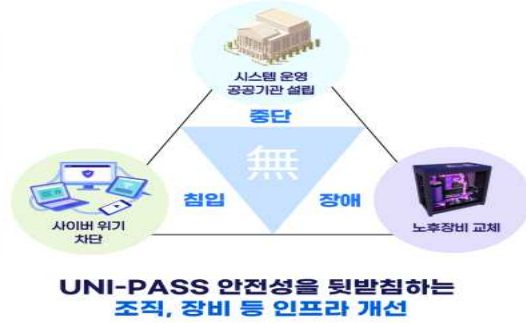 시스템 운영
공공기관 설립
중단
無
침입
장애
사이버 위기
차단
노후장비 교체
UNI-PASS 안전성을 뒷받침하는
조직, 장비 등 인프라 개선